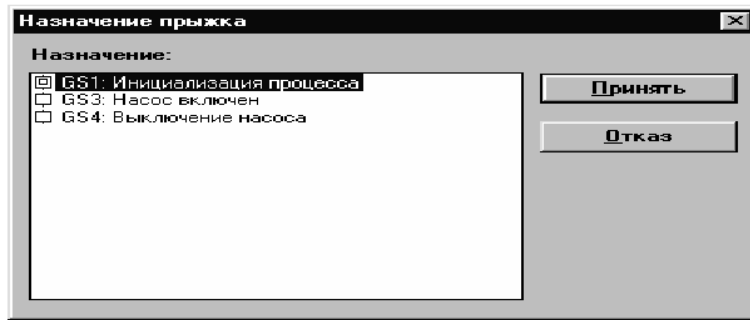 Назначение прыжка
Назначение:
GS1: Инициализация процесса
GS3: Насос включен
GS4: Выключение насоса
Принять
Отказ